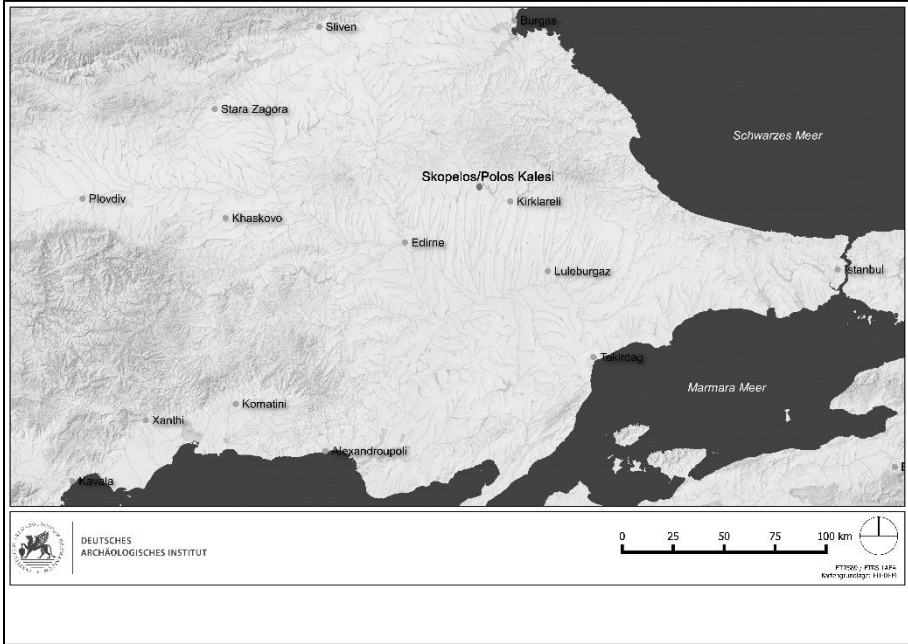 Burgas
Sliven
Stara Zagora
Schwarzes Meer
Skopelos/Polos Kalesi
Plovdiv
Kirklareli
Khaskovo
Edirne
Luleburgaz
Istanbul
Tekirdag
Marmara Meer
Komatini
Xanthi
Alexandroupoli
Kavala
DEUTSCHES
ARCHÄOLOGISCHES INSTITUT
0 25 50 75 100 km